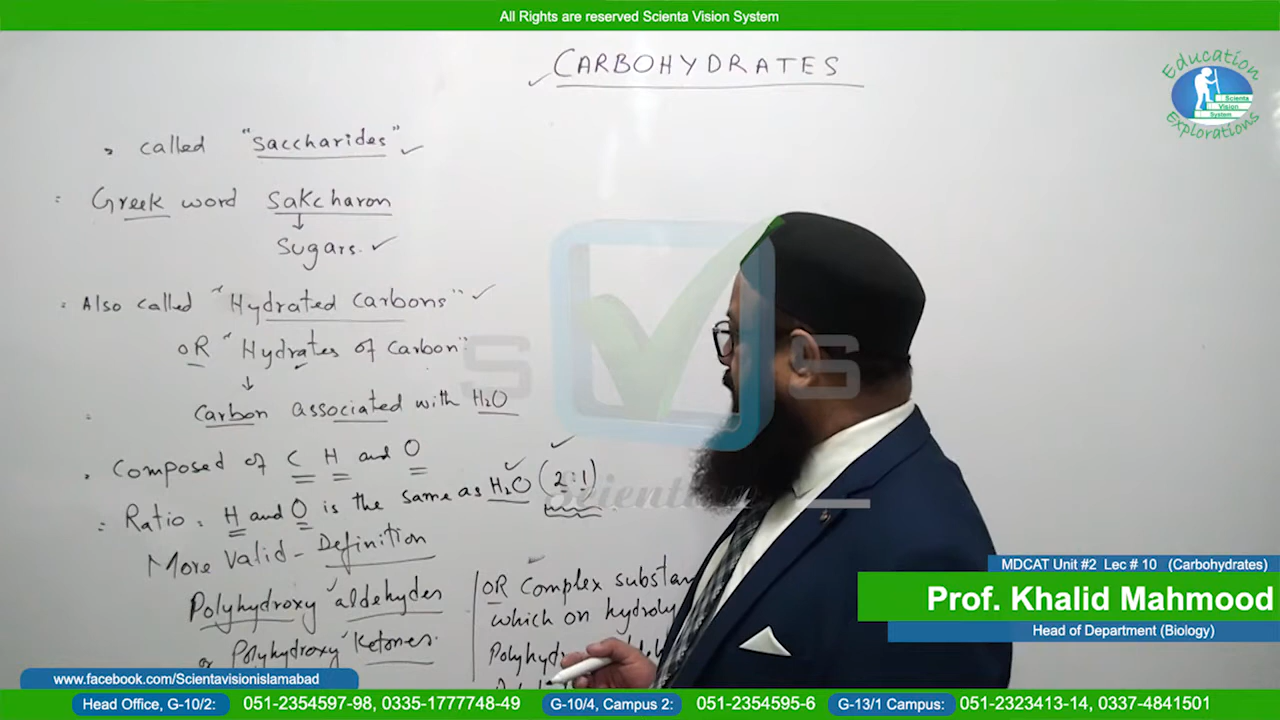 All Rights are reserved Scienta Vision System
CARBOHYDRATES
Education
Scienta
Vision
System
Explorations
called "Saccharides"
Greek word Sakcharon
Sugars.
Also called "Hydrated Carbons"
OR "Hydrates of Carbon"
Carbon associated with H2O
Composed of C H and O
Ratio : H and O is the same as H2O (2:1)
More Valid - Definition
Polyhydroxy aldehydes
or Polyhydroxy Ketones.
OR Complex substan
which on hydroly
Polyhyd
S S
MDCAT Unit #2 Lec # 10 (Carbohydrates)
Prof. Khalid Mahmood
Head of Department (Biology)
www.facebook.com/Scientavisionislamabad
Head Office, G-10/2: 051-2354597-98, 0335-1777748-49 G-10/4, Campus 2: 051-2354595-6 G-13/1 Campus: 051-2323413-14, 0337-4841501